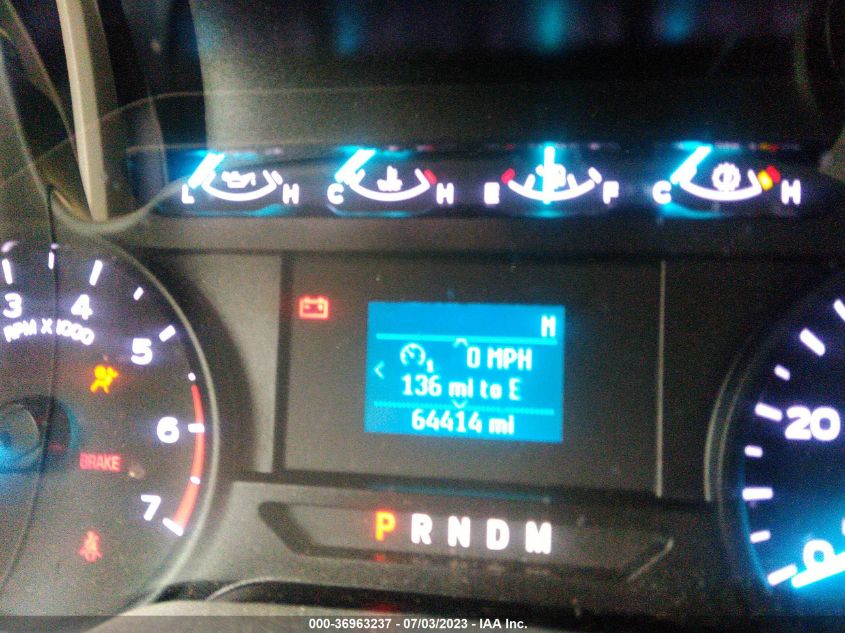 L H C H E F C H
3 4 5 6 7
RPM X 1000
BRAKE
N
0 MPH
136 mi to E
64414 mi
P R N D M
20
0
000-36963237 - 07/03/2023 - IAA Inc.